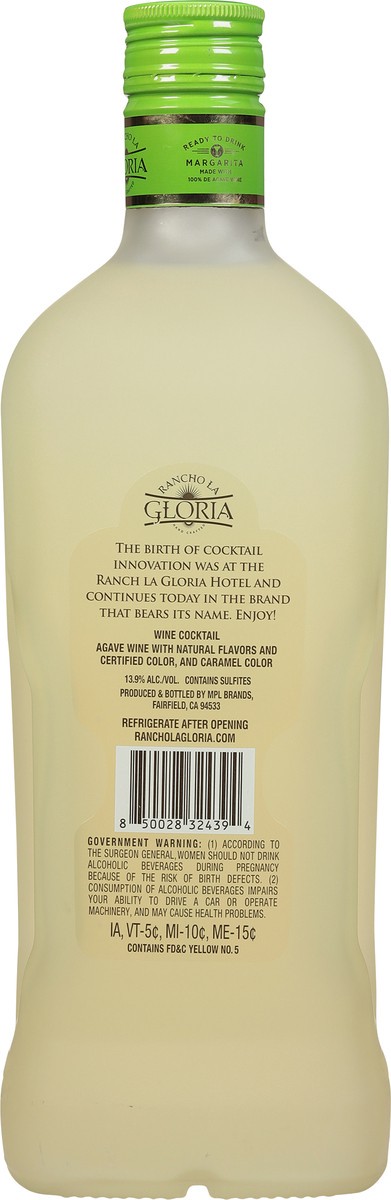 LA
ORIA
READY TO DRINK
MARGARITA
MADE WITH
100% DE AGAVE
RANCHO LA
GLORIA
THE BIRTH OF COCKTAIL
INNOVATION WAS AT THE
RANCH LA GLORIA HOTEL AND
CONTINUES TODAY IN THE BRAND
THAT BEARS ITS NAME. ENJOY!
WINE COCKTAIL
AGAVE WINE WITH NATURAL FLAVORS AND
CERTIFIED COLOR, AND CARAMEL COLOR
13.9% ALC./VOL. CONTAINS SULFITES
PRODUCED & BOTTLED BY MPL BRANDS,
FAIRFIELD, CA 94533
REFRIGERATE AFTER OPENING
RANCHOLAGLORIA.COM
8 50028 32439 4
GOVERNMENT WARNING: (1) ACCORDING TO
THE SURGEON GENERAL, WOMEN SHOULD NOT DRINK
ALCOHOLIC BEVERAGES DURING PREGNANCY
BECAUSE OF THE RISK OF BIRTH DEFECTS. (2)
CONSUMPTION OF ALCOHOLIC BEVERAGES IMPAIRS
YOUR ABILITY TO DRIVE A CAR OR OPERATE
MACHINERY, AND MAY CAUSE HEALTH PROBLEMS.
IA, VT-5¢, MI-10¢, ME-15¢
CONTAINS FD&C YELLOW NO. 5